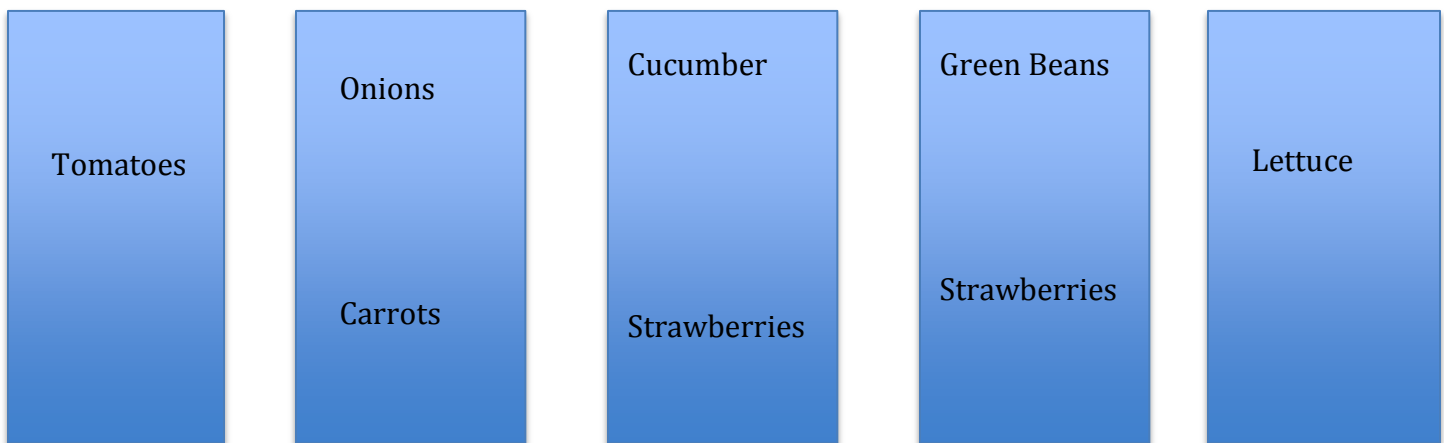 Tomatoes
Onions
Carrots
Cucumber
Strawberries
Green Beans
Strawberries
Lettuce